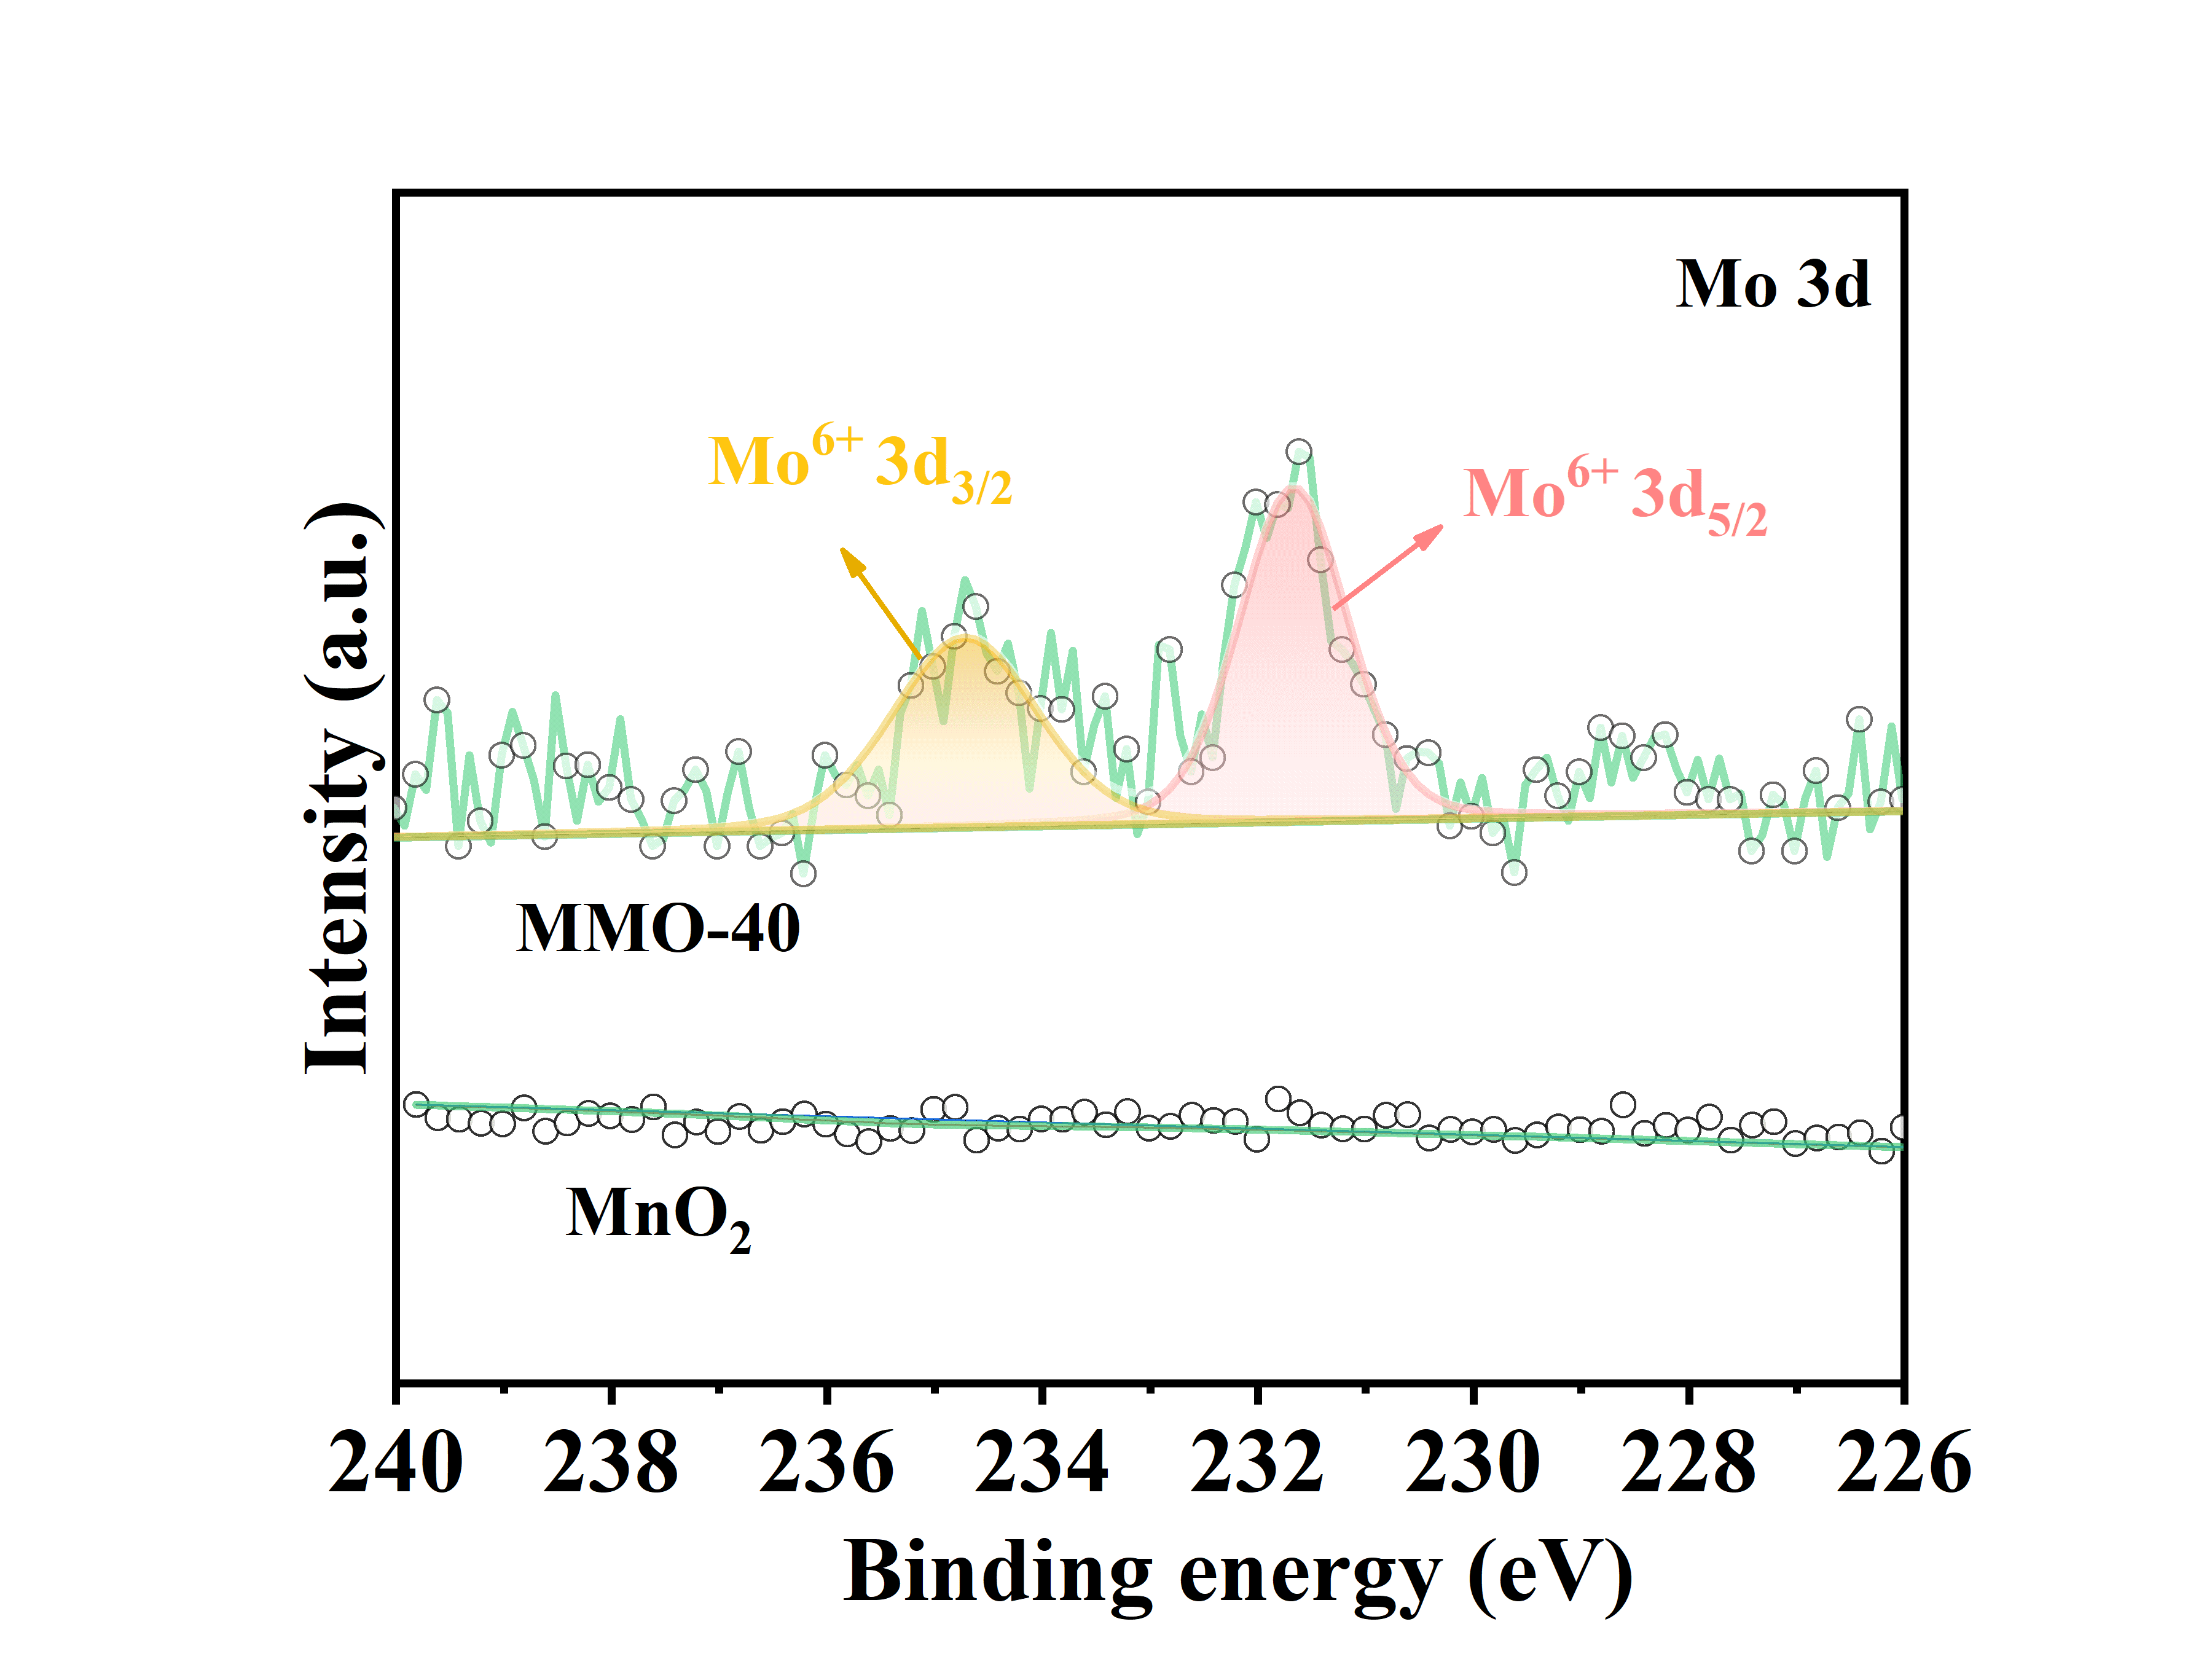 Mo 3d
Mo⁶⁺ 3d₃/₂
Mo⁶⁺ 3d₅/₂
Intensity (a.u.)
MMO-40
MnO₂
240 238 236 234 232 230 228 226
Binding energy (eV)